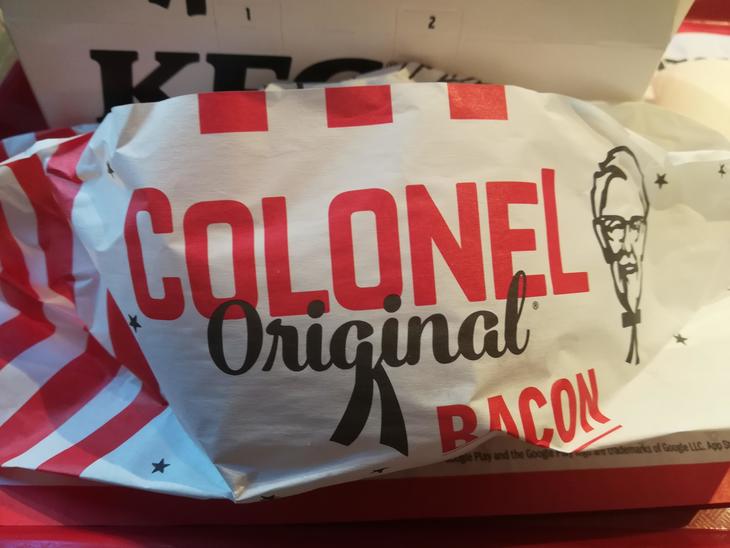 1 2
KFC
COLONEL
Original®
BACON
Google Play and the Google Play logo are trademarks of Google LLC. App